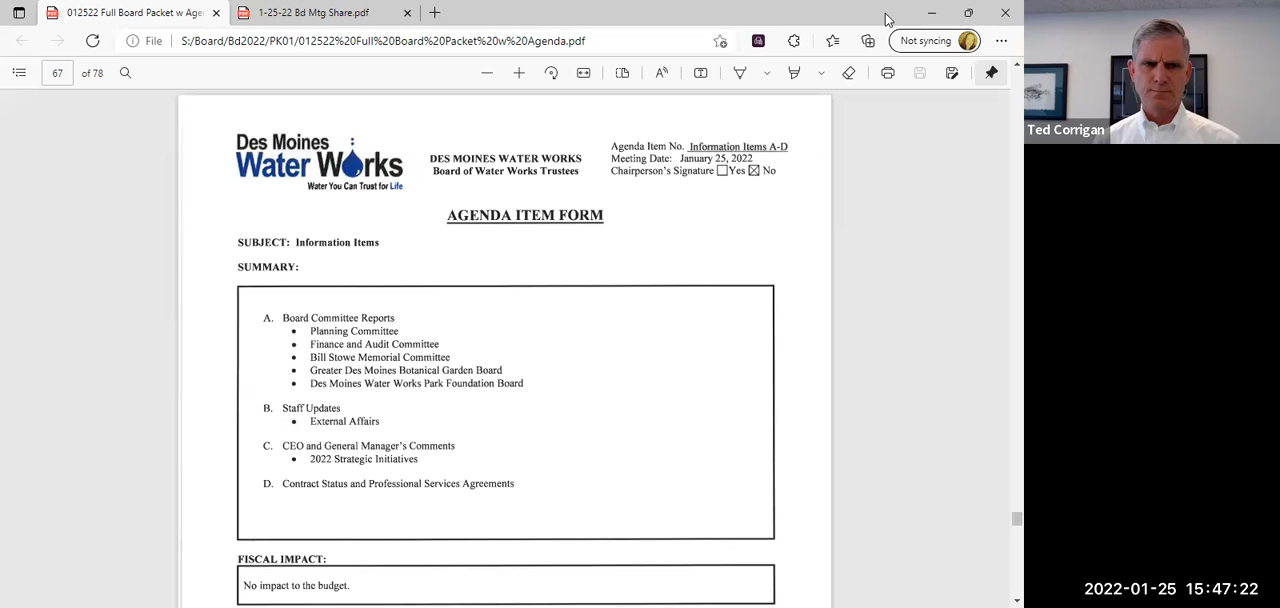 012522 Full Board Packet w Age
1-25-22 Bd Mtg Share.pdf
File
S:/Board/Bd2022/PK01/012522%20Full%20Board%20Packet%20w%20Agenda.pdf
Not syncing
67 of 78
Ted Corrigan
Des Moines
Water Works
Water You Can Trust for Life
DES MOINES WATER WORKS
Board of Water Works Trustees
Agenda Item No. Information Items A-D
Meeting Date: January 25, 2022
Chairperson's Signature ☐ Yes ☒ No
AGENDA ITEM FORM
SUBJECT: Information Items
SUMMARY:
A. Board Committee Reports
• Planning Committee
• Finance and Audit Committee
• Bill Stowe Memorial Committee
• Greater Des Moines Botanical Garden Board
• Des Moines Water Works Park Foundation Board
B. Staff Updates
• External Affairs
C. CEO and General Manager's Comments
• 2022 Strategic Initiatives
D. Contract Status and Professional Services Agreements
FISCAL IMPACT:
No impact to the budget.
2022-01-25 15:47:22